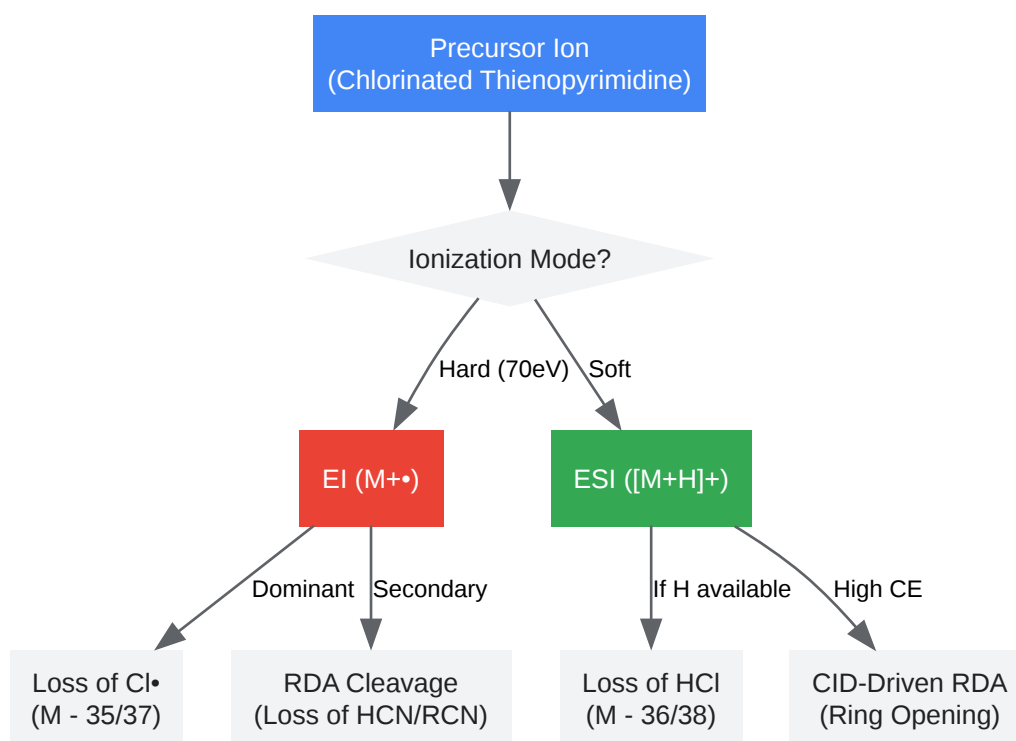 Precursor Ion
(Chlorinated Thienopyrimidine)
Ionization Mode?
Hard (70eV)
Soft
EI (M+•)
ESI ([M+H]+)
Dominant
Secondary
If H available
High CE
Loss of Cl•
(M - 35/37)
RDA Cleavage
(Loss of HCN/RCN)
Loss of HCl
(M - 36/38)
CID-Driven RDA
(Ring Opening)